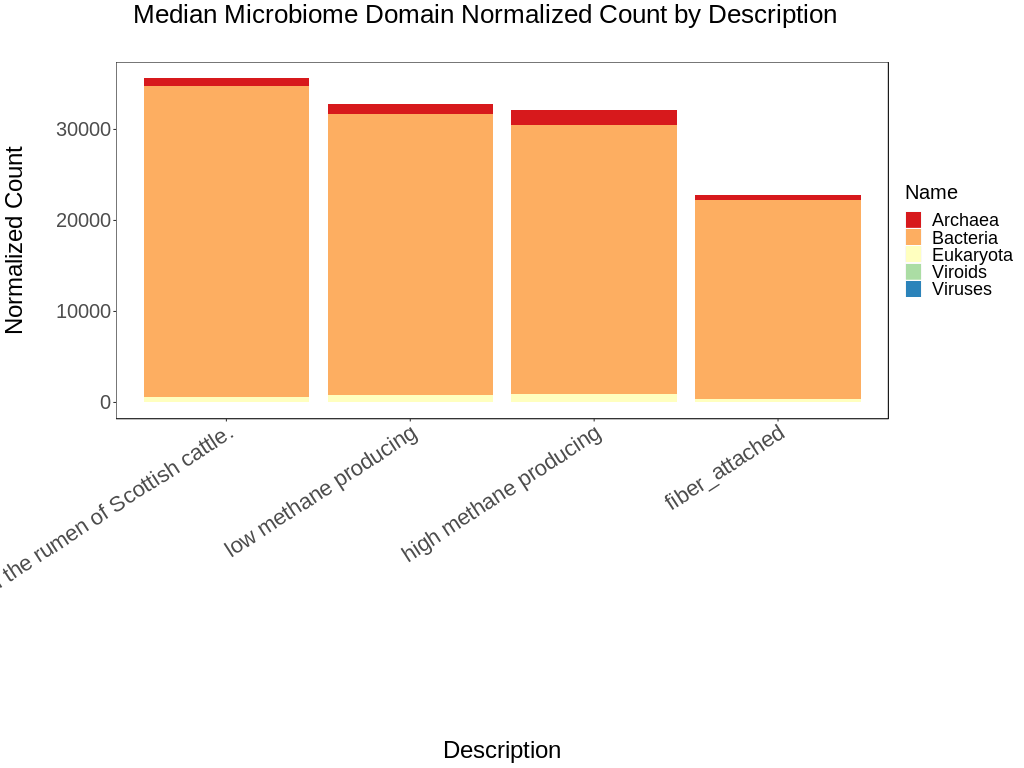 Median Microbiome Domain Normalized Count by Description
Normalized Count
30000
20000
10000
0
the rumen of Scottish cattle.
low methane producing
high methane producing
fiber_attached
Description
Name
Archaea
Bacteria
Eukaryota
Viroids
Viruses